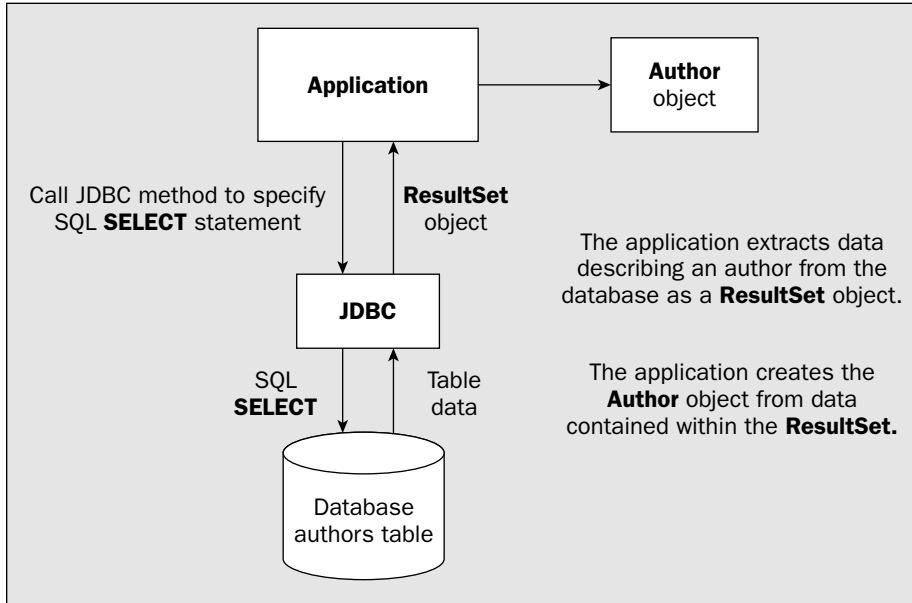 Application
Author
object
Call JDBC method to specify
SQL SELECT statement
ResultSet
object
The application extracts data
describing an author from the
database as a ResultSet object.
JDBC
SQL
SELECT
Table
data
The application creates the
Author object from data
contained within the ResultSet.
Database
authors table